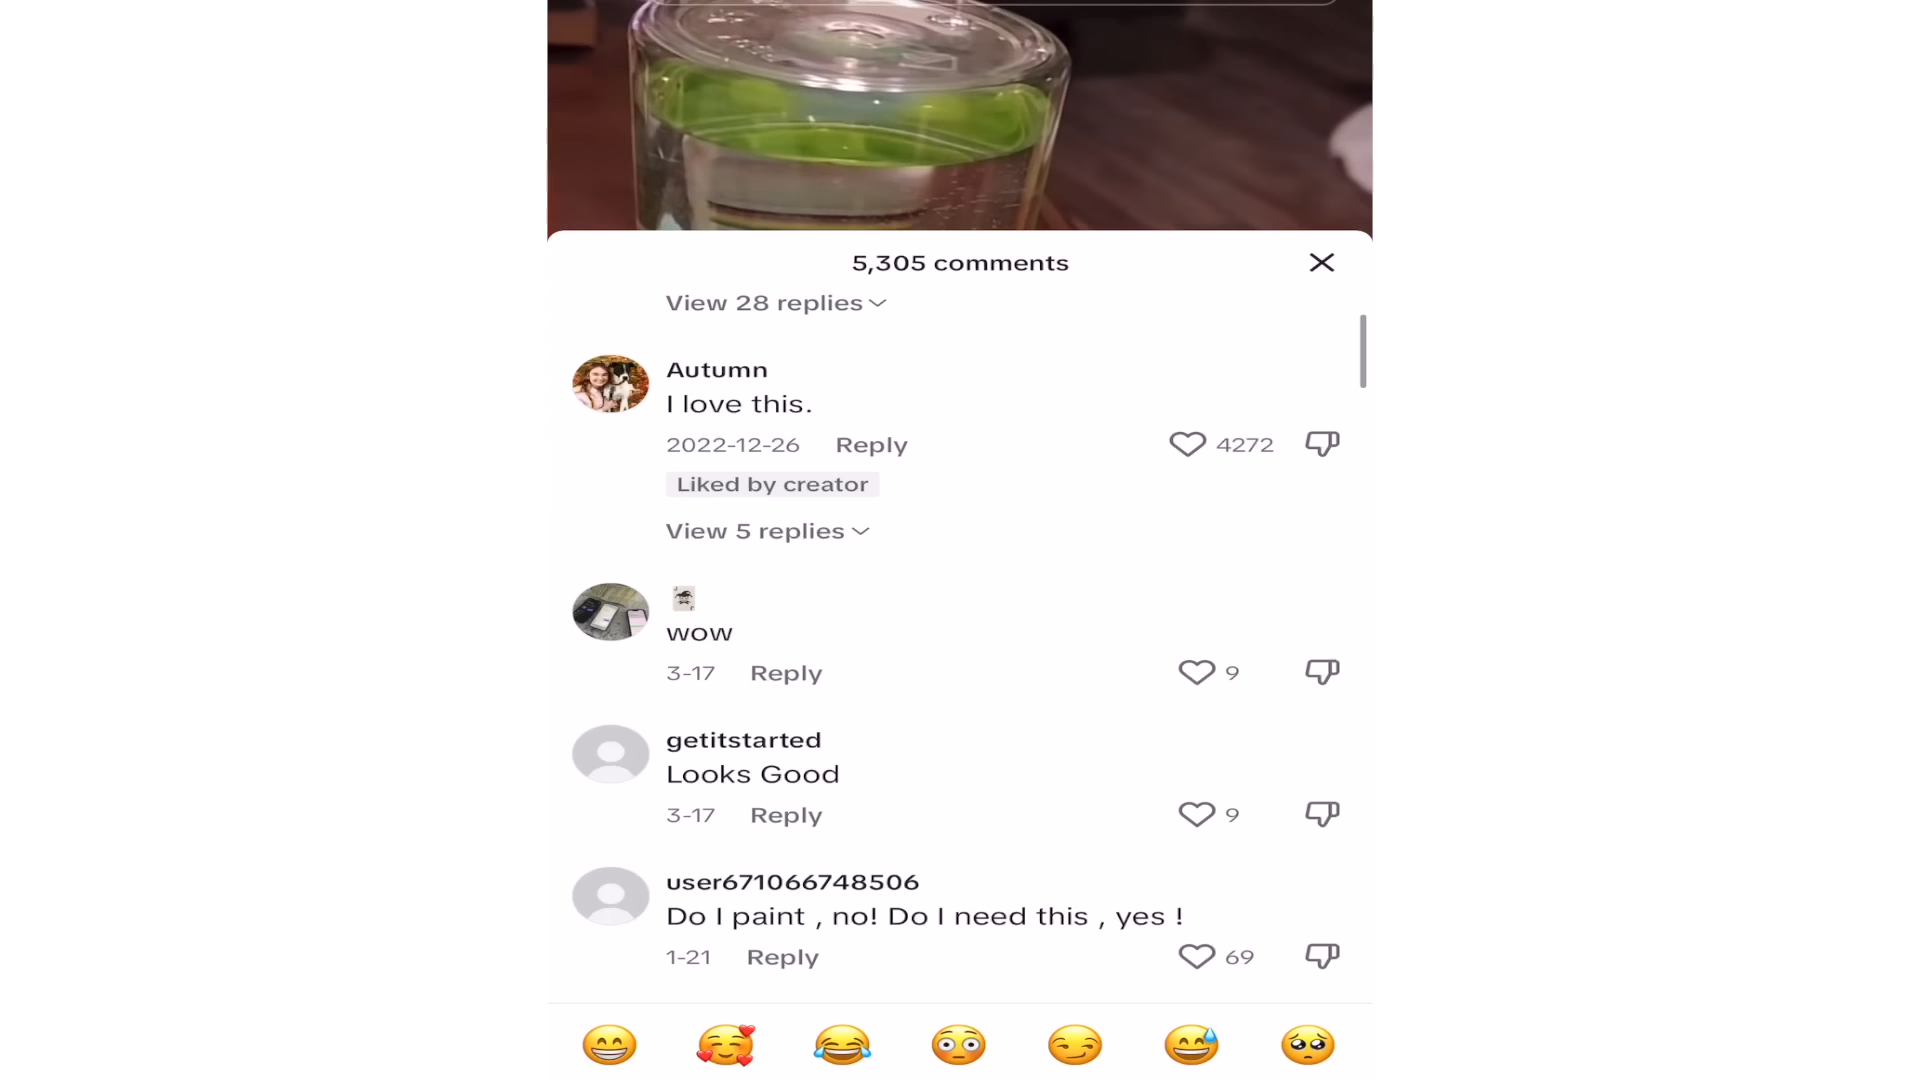 5,305 comments
View 28 replies
Autumn
I love this.
2022-12-26 Reply 4272
Liked by creator
View 5 replies
wow
3-17 Reply 9
getitstarted
Looks Good
3-17 Reply 9
user671066748506
Do I paint , no! Do I need this , yes !
1-21 Reply 69